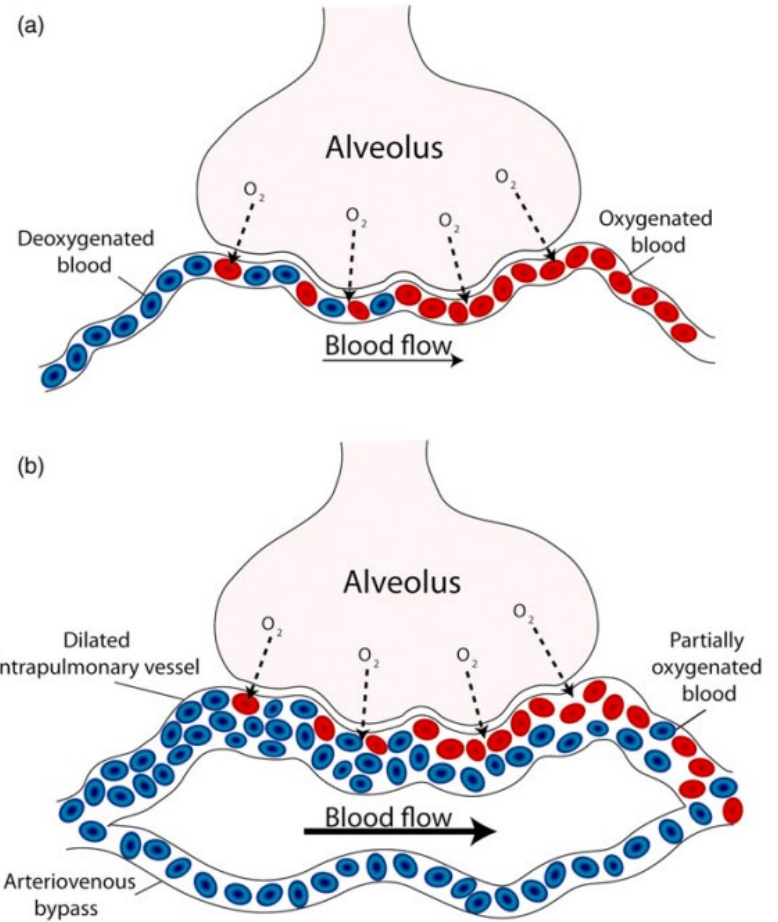 (a)
Alveolus
O2
O2
O2
O2
Deoxygenated
blood
Oxygenated
blood
Blood flow
(b)
Alveolus
O2
O2
O2
O2
Dilated
ntrapulmonary vessel
Partially
oxygenated
blood
Blood flow
Arteriovenous
bypass